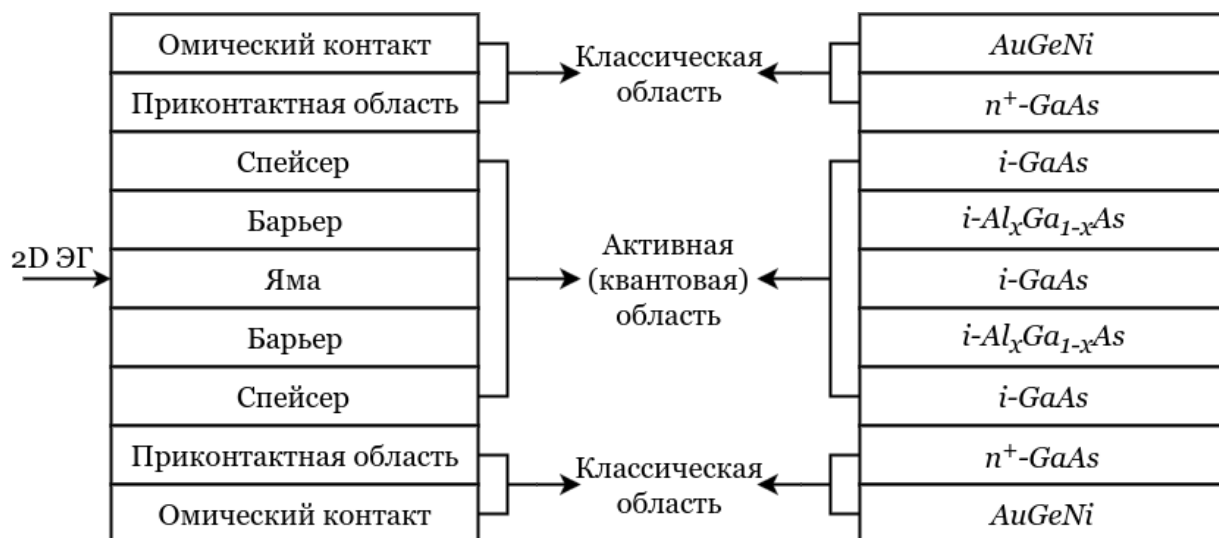 Омический контакт
Приконтактная область
Спейсер
Барьер
2D ЭГ
Яма
Барьер
Спейсер
Приконтактная область
Омический контакт
Классическая
область
Активная
(квантовая)
область
Классическая
область
AuGeNi
n⁺-GaAs
i-GaAs
i-AlₓGa₁₋ₓAs
i-GaAs
i-AlₓGa₁₋ₓAs
i-GaAs
n⁺-GaAs
AuGeNi